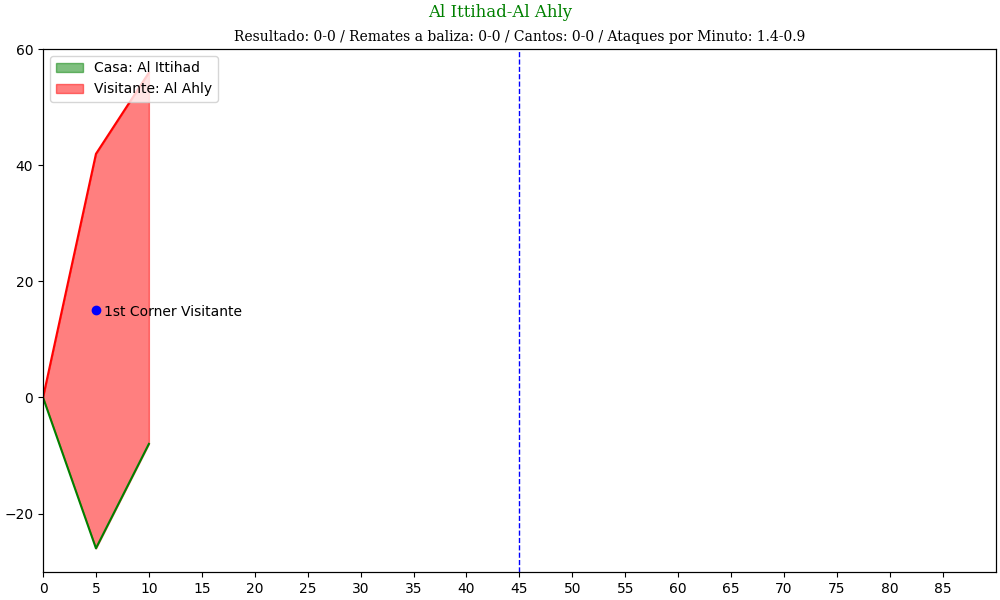 Al Ittihad-Al Ahly
Resultado: 0-0 / Remates a baliza: 0-0 / Cantos: 0-0 / Ataques por Minuto: 1.4-0.9
Casa: Al Ittihad
Visitante: Al Ahly
60
40
20
0
−20
1st Corner Visitante
0 5 10 15 20 25 30 35 40 45 50 55 60 65 70 75 80 85